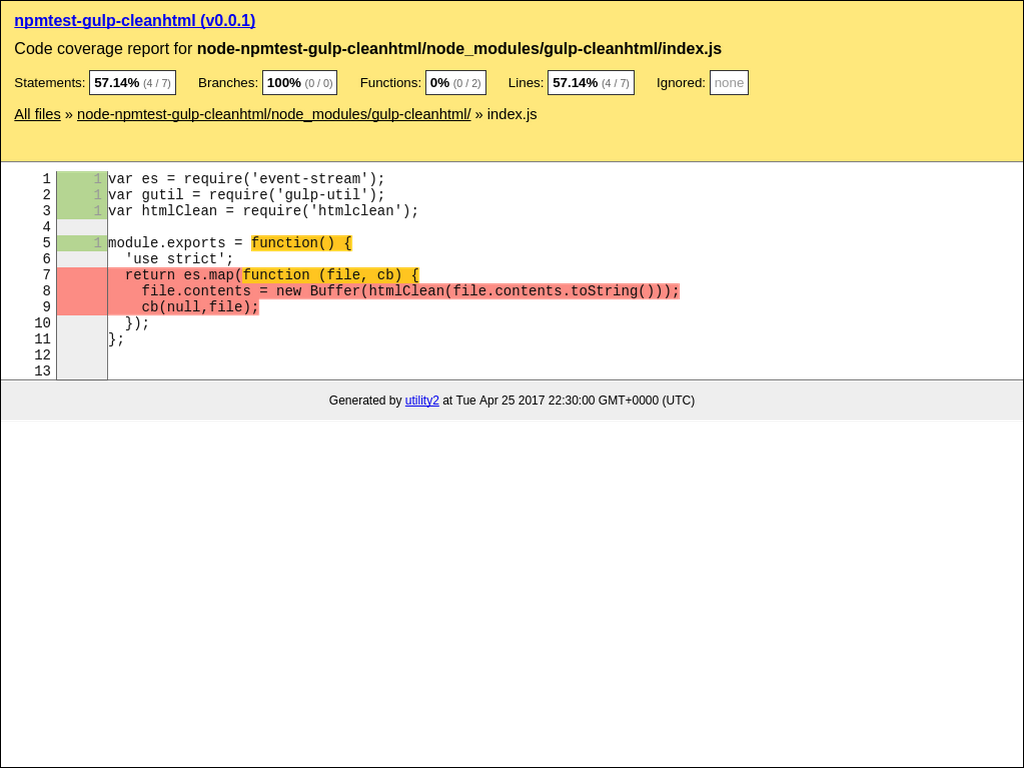 npmtest-gulp-cleanhtml (v0.0.1)
Code coverage report for node-npmtest-gulp-cleanhtml/node_modules/gulp-cleanhtml/index.js
Statements: 57.14% (4 / 7) Branches: 100% (0 / 0) Functions: 0% (0 / 2) Lines: 57.14% (4 / 7) Ignored: none
All files » node-npmtest-gulp-cleanhtml/node_modules/gulp-cleanhtml/ » index.js
1 1 var es = require('event-stream');
2 1 var gutil = require('gulp-util');
3 1 var htmlClean = require('htmlclean');
4
5 1 module.exports = function() {
6 'use strict';
7 return es.map(function (file, cb) {
8 file.contents = new Buffer(htmlClean(file.contents.toString()));
9 cb(null,file);
10 });
11 };
12
13
Generated by utility2 at Tue Apr 25 2017 22:30:00 GMT+0000 (UTC)